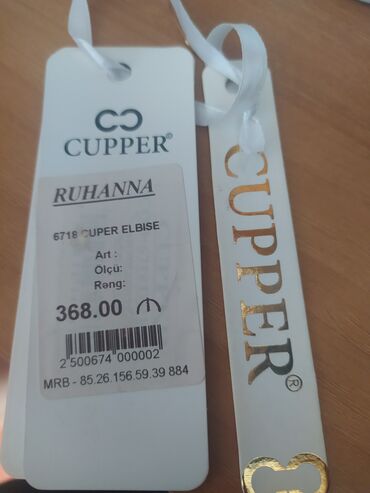 CUPPER®
RUHANNA
6718 CUPER ELBISE
Art :
Ölçü:
Rəng:
368.00 ₼
2 500674 000002
MRB - 85.26.156.59.39 884
CUPPER®